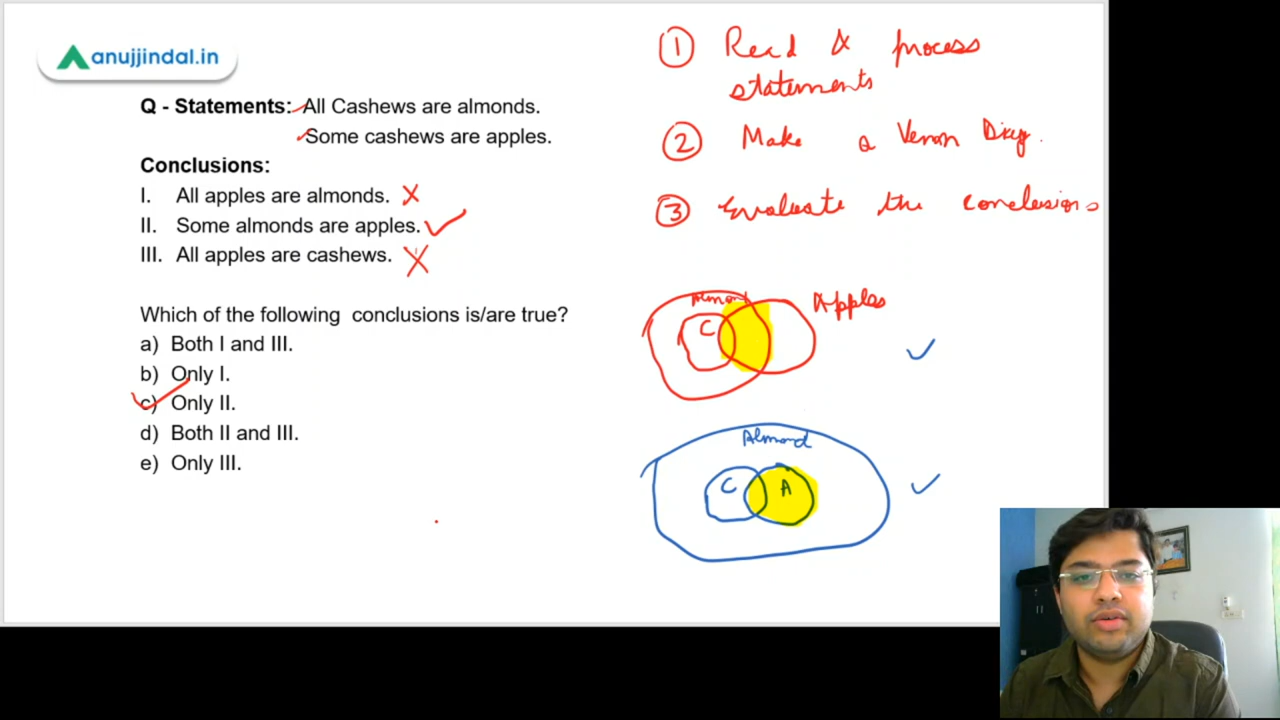 anujjindal.in
Q - Statements: All Cashews are almonds.
Some cashews are apples.
Conclusions:
I. All apples are almonds.
II. Some almonds are apples.
III. All apples are cashews.
Which of the following conclusions is/are true?
a) Both I and III.
b) Only I.
c) Only II.
d) Both II and III.
e) Only III.
1 Read & process
statements
2 Make a Venn Diag.
3 Evaluate the conclusions
Almond
C
Apples
Almond
C
A